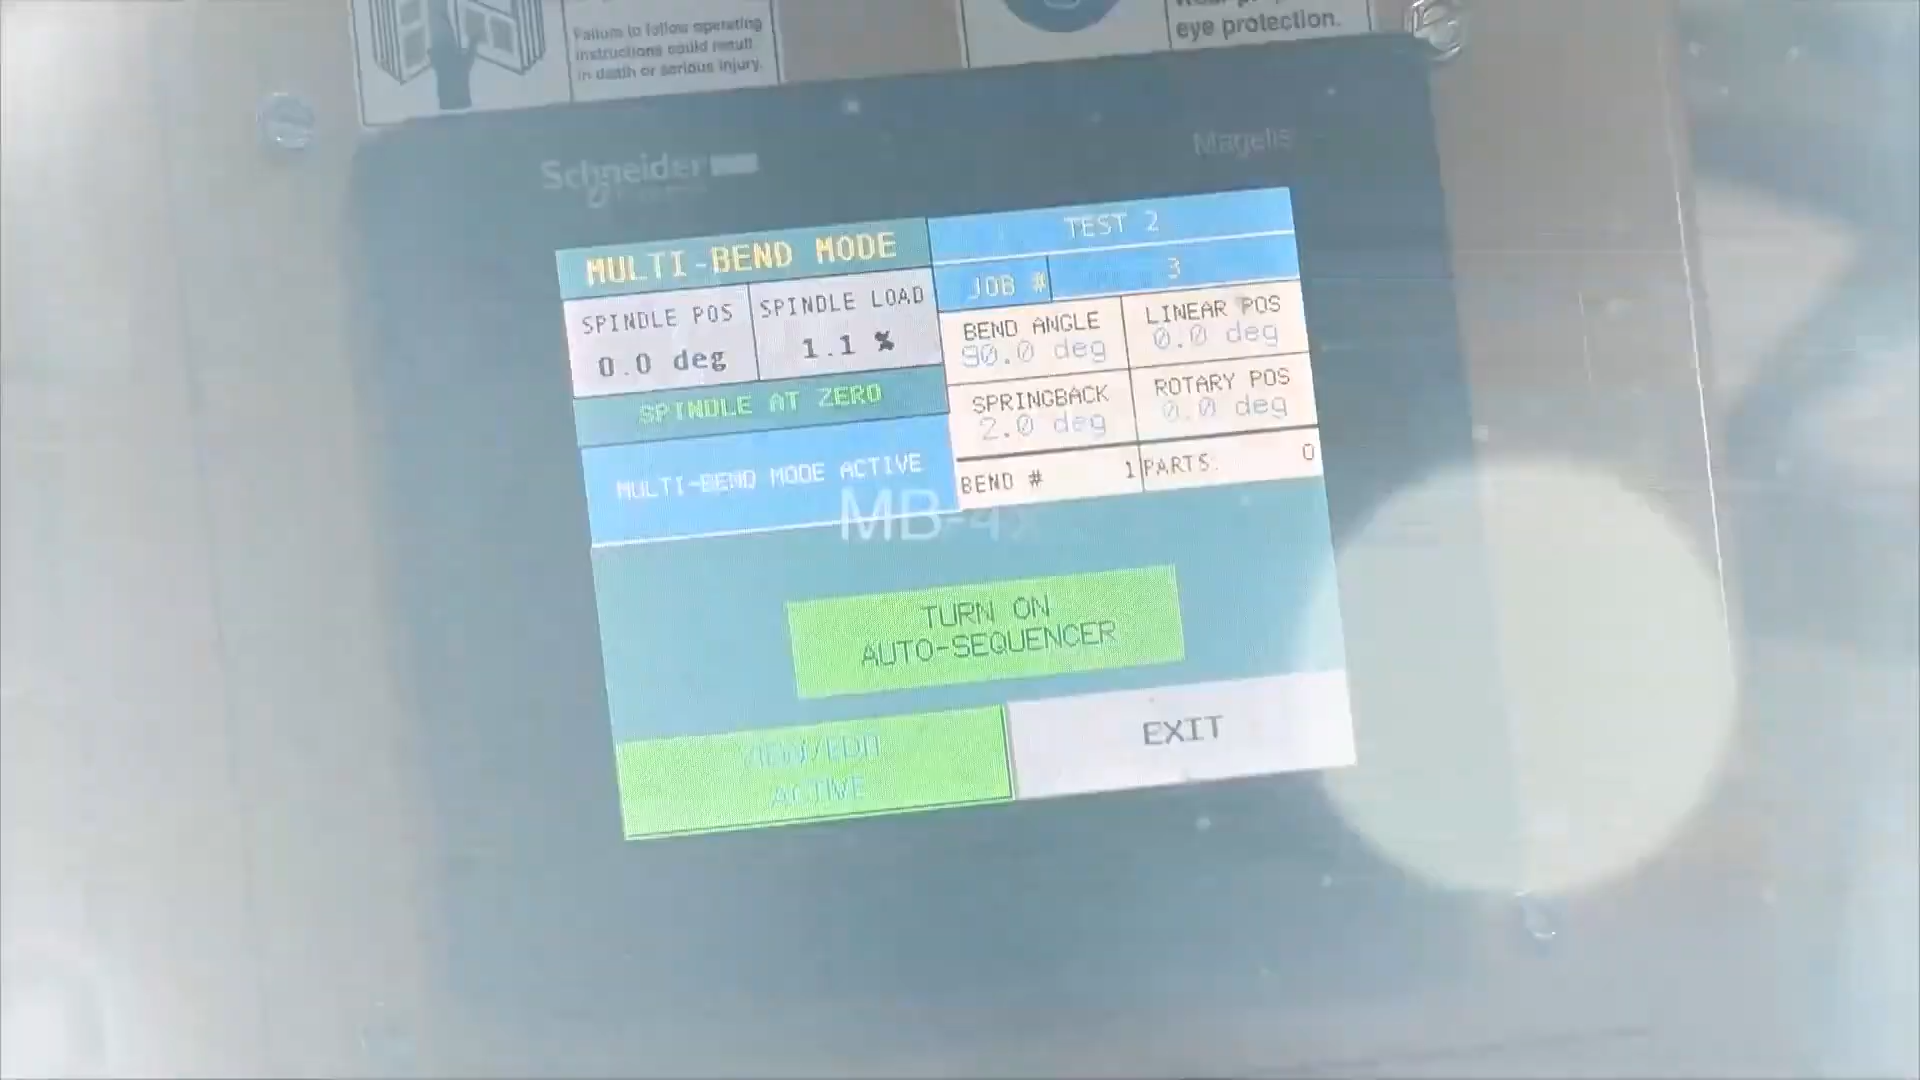 Failure to follow operating
instructions could result
in death or serious injury.
eye protection.
Schneider
Magelis
MULTI-BEND MODE
TEST 2
JOB #
3
SPINDLE POS
0.0 deg
SPINDLE LOAD
1.1 %
BEND ANGLE
90.0 deg
LINEAR POS
0.0 deg
SPINDLE AT ZERO
SPRINGBACK
2.0 deg
ROTARY POS
0.0 deg
MULTI-BEND MODE ACTIVE
BEND # 1
PARTS: 0
MB-4x
TURN ON
AUTO-SEQUENCER
VIEW/EDIT
ACTIVE
EXIT